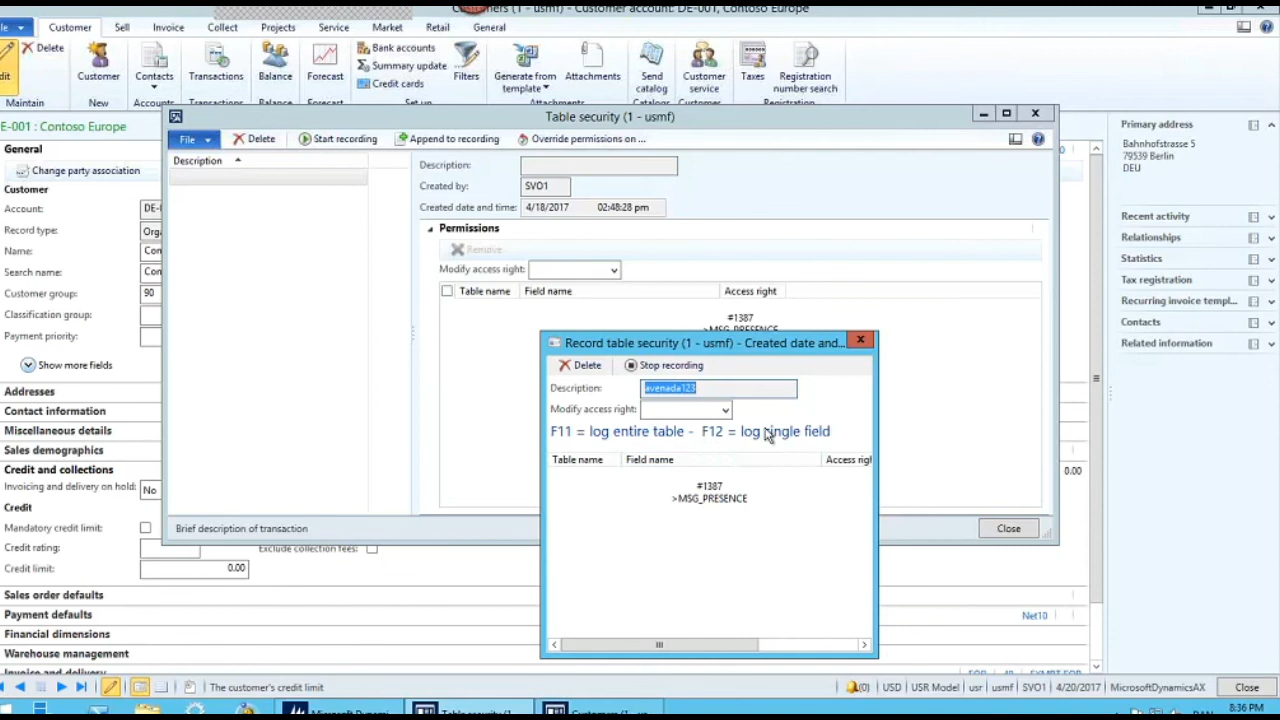 Customers (1 - usmf) - Customer account: DE-001, Contoso Europe
Customer Sell Invoice Collect Projects Service Market Retail General
Delete
Customer
Contacts
Transactions
Balance
Forecast
Bank accounts
Summary update
Credit cards
Filters
Generate from
template
Attachments
Send
catalog
Customer
service
Taxes
Registration
number search
Maintain
New
E-001 : Contoso Europe
General
Change party association
Customer
Account: DE-
Record type: Orga
Name: Con
Search name: Con
Customer group: 90
Classification group:
Payment priority:
Show more fields
Addresses
Contact information
Miscellaneous details
Sales demographics
Credit and collections
Invoicing and delivery on hold: No
Credit
Mandatory credit limit:
Credit rating:
Exclude collection fees:
Credit limit: 0.00
Sales order defaults
Payment defaults
Net10
Financial dimensions
Warehouse management
Invoice and delivery
0.00
Table security (1 - usmf)
File Delete Start recording Append to recording Override permissions on ...
Description
Description:
Created by: SVO1
Created date and time: 4/18/2017 02:48:28 pm
Permissions
Remove
Modify access right:
Table name Field name Access right
#1387
>MSG_PRESENCE
Brief description of transaction
Close
Record table security (1 - usmf) - Created date and...
Delete Stop recording
Description: avenada123
Modify access right:
F11 = log entire table - F12 = log single field
Table name Field name Access righ
#1387
>MSG_PRESENCE
Primary address
Bahnhofstrasse 5
79539 Berlin
DEU
Recent activity
Relationships
Statistics
Tax registration
Recurring invoice templ...
Contacts
Related information
The customer's credit limit
(0) USD USR Model usr usmf SVO1 4/20/2017 MicrosoftDynamicsAX Close
8:36 PM